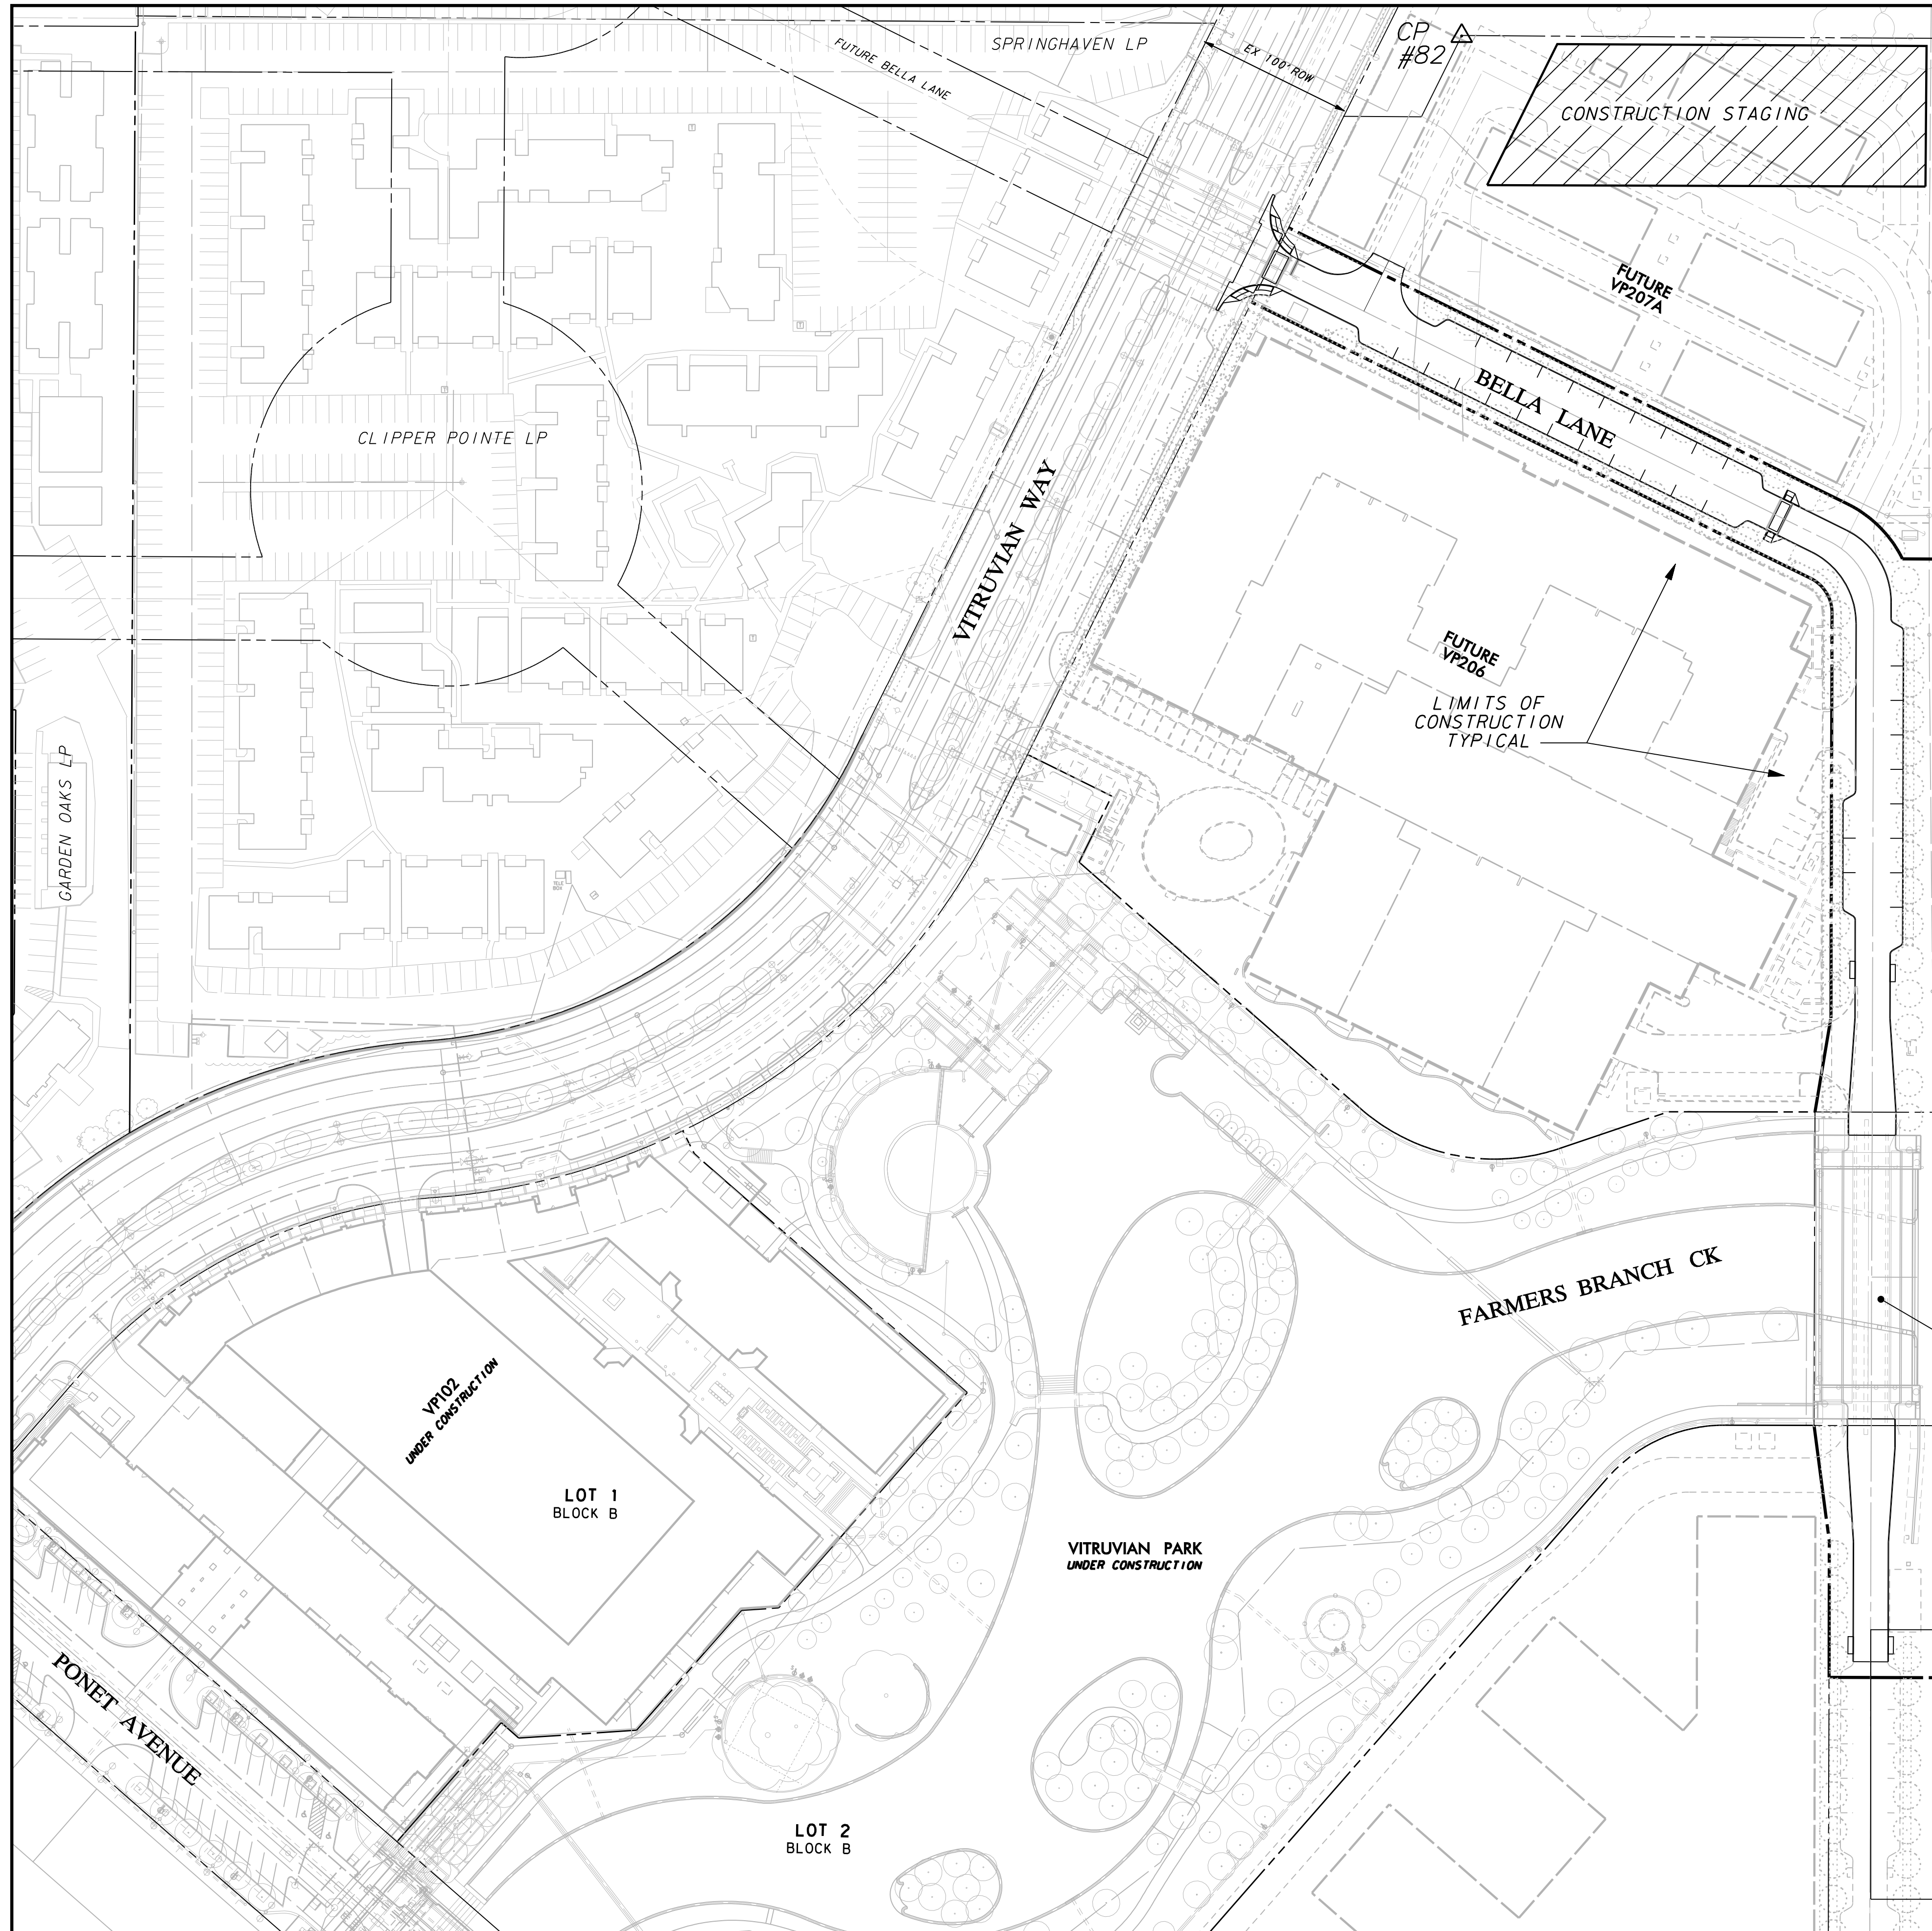 SPRINGHAVEN LP
FUTURE BELLA LANE
EX 100' ROW
CP
#82
CONSTRUCTION STAGING
FUTURE
VP207A
BELLA LANE
CLIPPER POINTE LP
VITRUVIAN WAY
FUTURE
VP206
LIMITS OF
CONSTRUCTION
TYPICAL
GARDEN OAKS LP
TELE
BOX
FARMERS BRANCH CK
VP102
UNDER CONSTRUCTION
LOT 1
BLOCK B
VITRUVIAN PARK
UNDER CONSTRUCTION
PONET AVENUE
LOT 2
BLOCK B